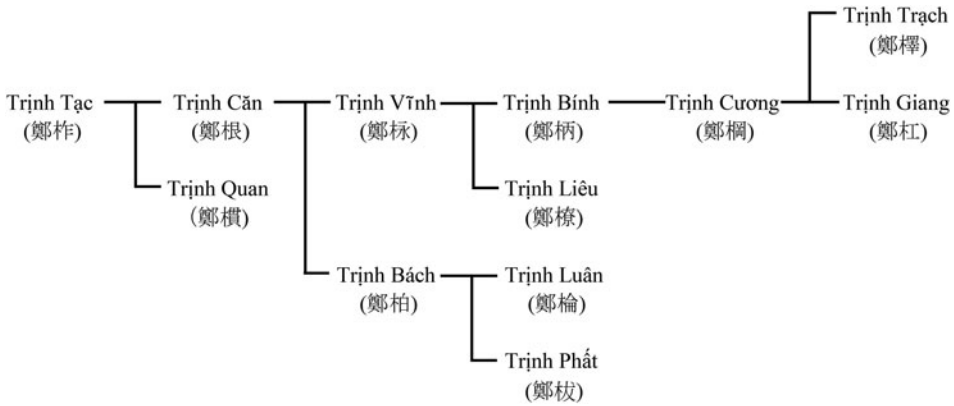 Trịnh Trạch
(鄭檡)
Trịnh Tạc
(鄭柞)
Trịnh Căn
(鄭根)
Trịnh Vĩnh
(鄭栐)
Trịnh Bính
(鄭柄)
Trịnh Cương
(鄭棡)
Trịnh Giang
(鄭杠)
Trịnh Quan
(鄭樌)
Trịnh Liêu
(鄭橑)
Trịnh Bách
(鄭柏)
Trịnh Luân
(鄭棆)
Trịnh Phất
(鄭柭)